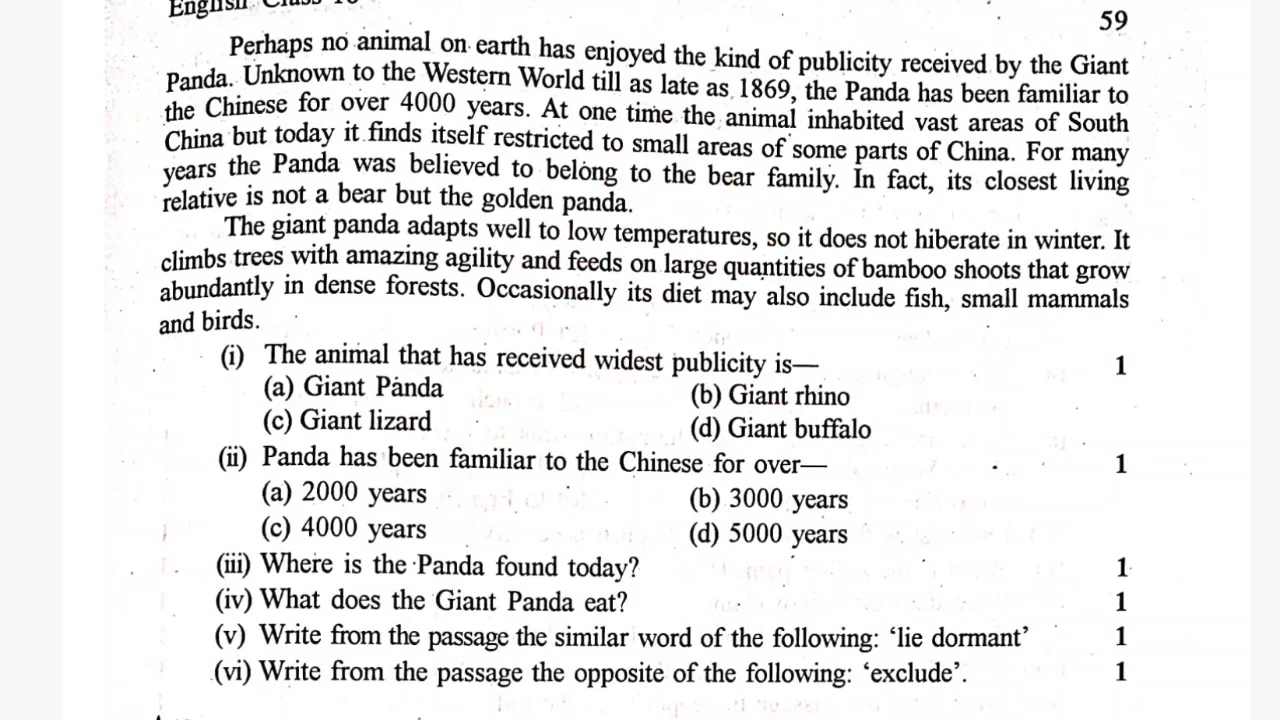 English Class 10
59
Perhaps no animal on earth has enjoyed the kind of publicity received by the Giant
Panda. Unknown to the Western World till as late as 1869, the Panda has been familiar to
the Chinese for over 4000 years. At one time the animal inhabited vast areas of South
China but today it finds itself restricted to small areas of some parts of China. For many
years the Panda was believed to belong to the bear family. In fact, its closest living
relative is not a bear but the golden panda.
The giant panda adapts well to low temperatures, so it does not hiberate in winter. It
climbs trees with amazing agility and feeds on large quantities of bamboo shoots that grow
abundantly in dense forests. Occasionally its diet may also include fish, small mammals
and birds.
(i) The animal that has received widest publicity is— 1
(a) Giant Panda (b) Giant rhino
(c) Giant lizard (d) Giant buffalo
(ii) Panda has been familiar to the Chinese for over— 1
(a) 2000 years (b) 3000 years
(c) 4000 years (d) 5000 years
(iii) Where is the Panda found today? 1
(iv) What does the Giant Panda eat? 1
(v) Write from the passage the similar word of the following: ‘lie dormant’ 1
(vi) Write from the passage the opposite of the following: ‘exclude’. 1